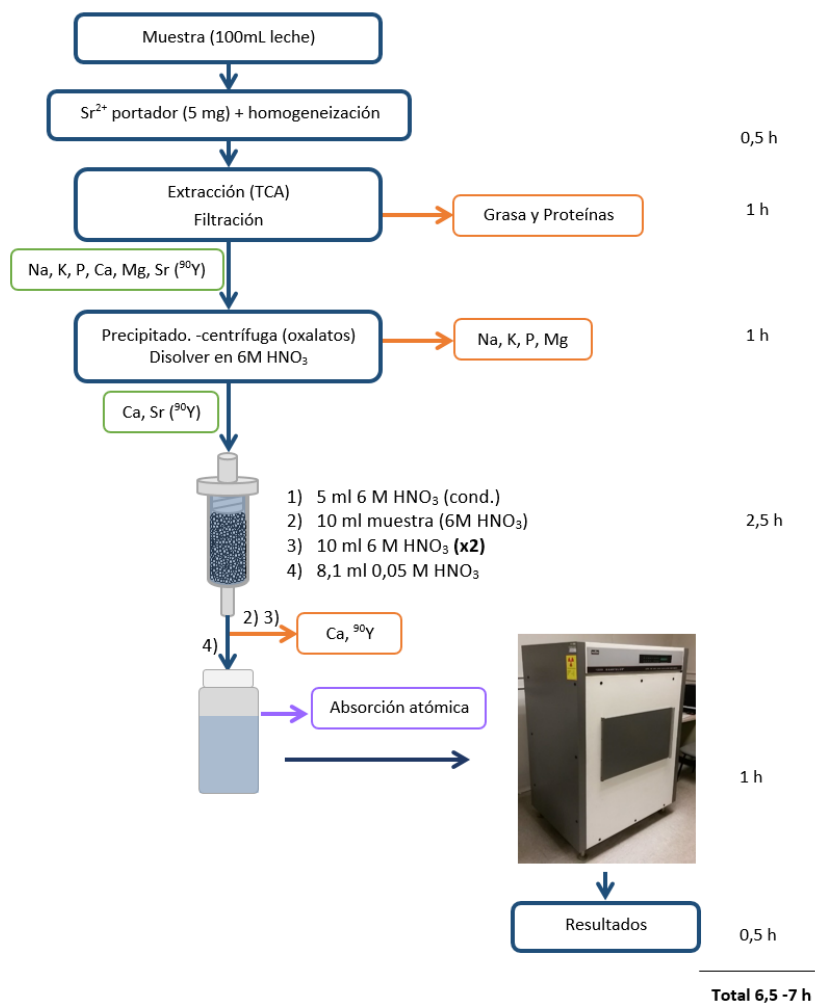 Muestra (100mL leche)
Sr²⁺ portador (5 mg) + homogeneización
0,5 h
Extracción (TCA)
Filtración
Grasa y Proteínas
1 h
Na, K, P, Ca, Mg, Sr (⁹⁰Y)
Precipitado. -centrífuga (oxalatos)
Disolver en 6M HNO₃
Na, K, P, Mg
1 h
Ca, Sr (⁹⁰Y)
1) 5 ml 6 M HNO₃ (cond.)
2) 10 ml muestra (6M HNO₃)
3) 10 ml 6 M HNO₃ (x2)
4) 8,1 ml 0,05 M HNO₃
2,5 h
2) 3)
4)
Ca, ⁹⁰Y
Absorción atómica
1 h
Resultados
0,5 h
Total 6,5 -7 h